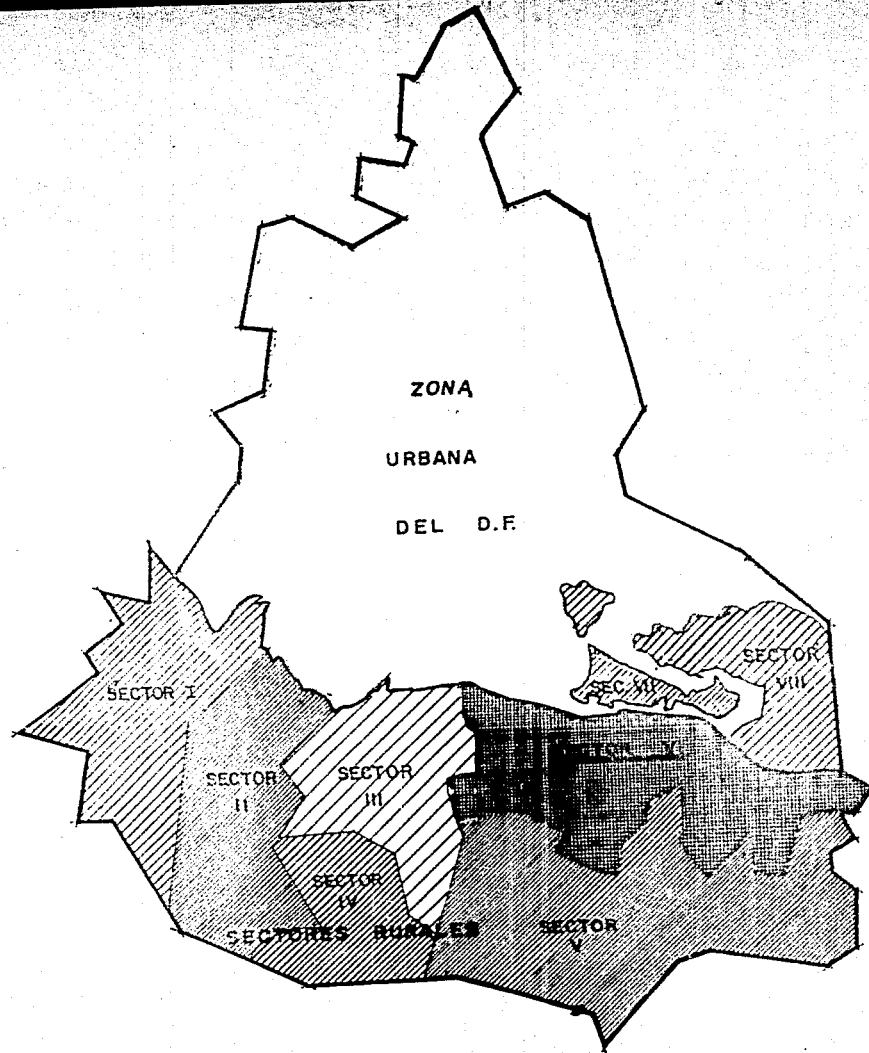 ZONA
URBANA
DEL D.F.
SECTOR
VIII
SEC VII
SECTOR I
SECTOR
II
SECTOR
III
SECTOR
IV
SECTORES RURALES
SECTOR
V